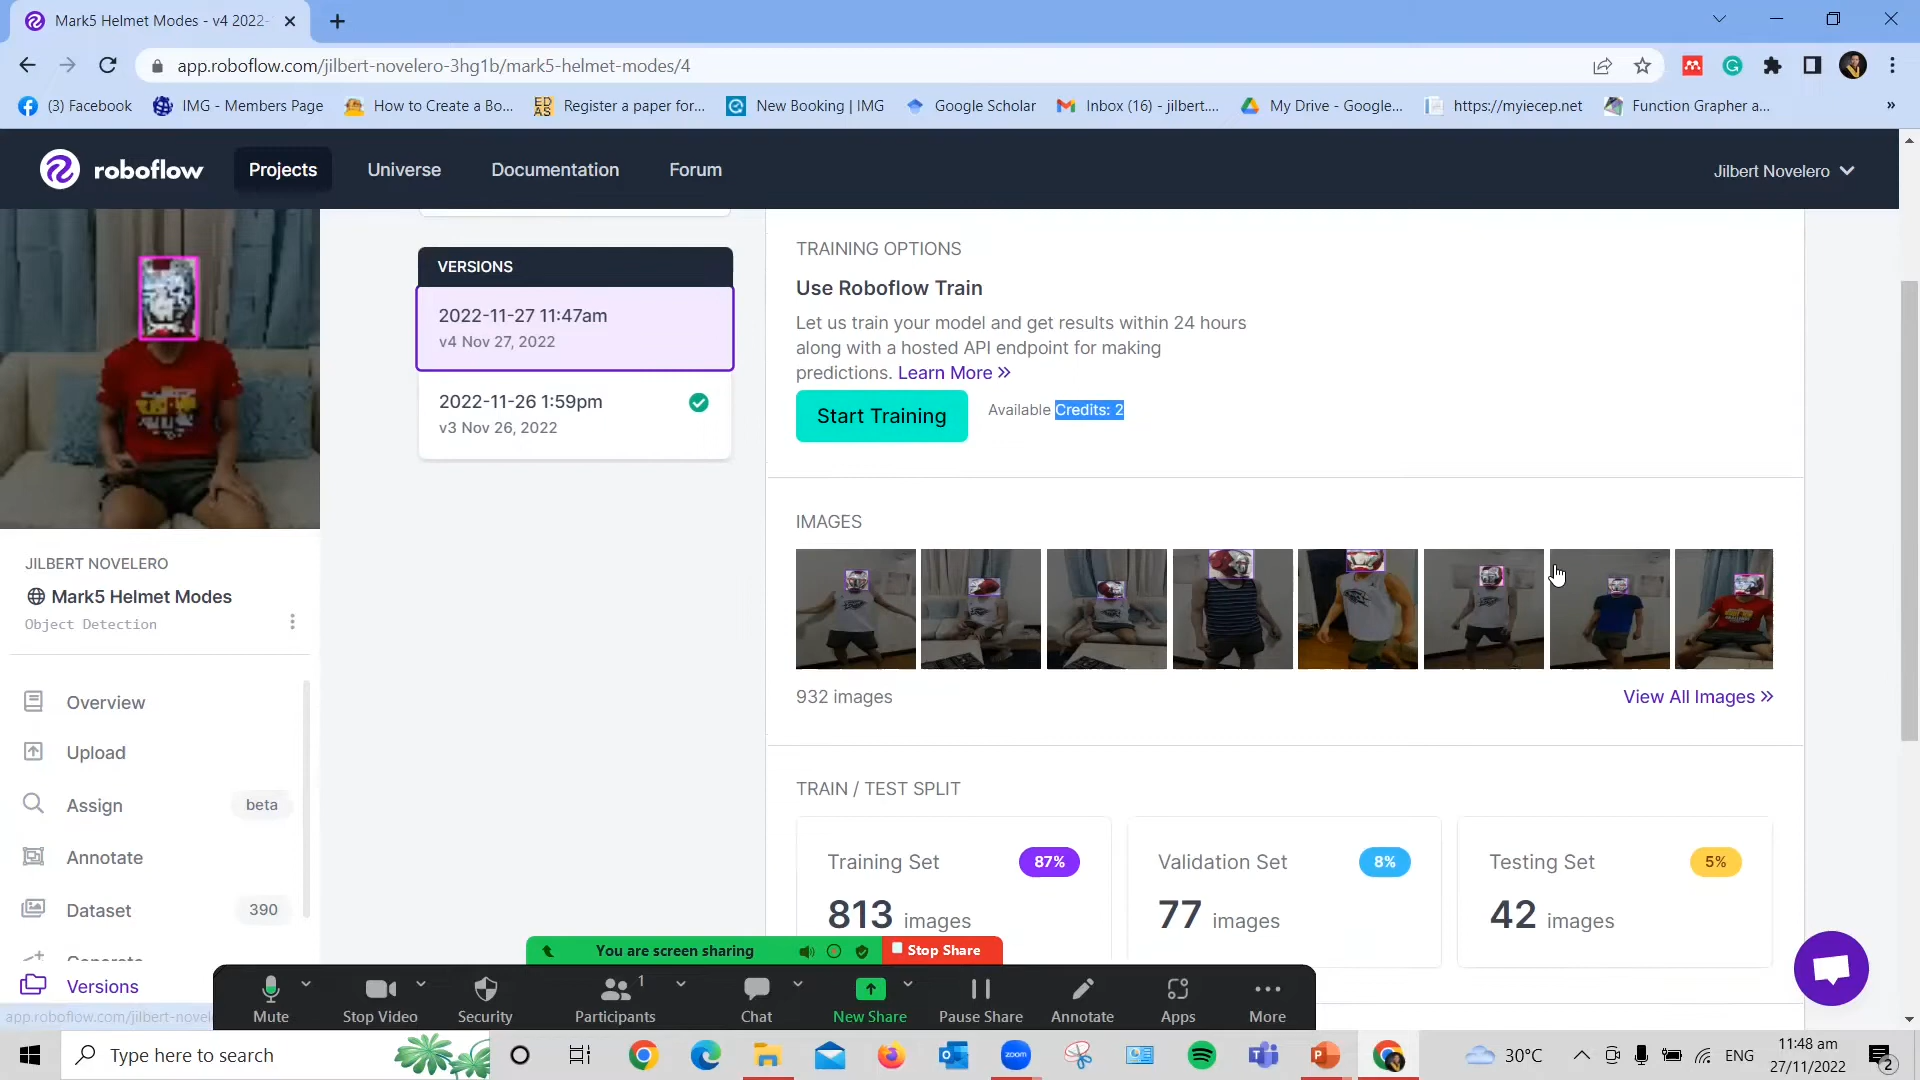 Mark5 Helmet Modes - v4 2022-
app.roboflow.com/jilbert-novelero-3hg1b/mark5-helmet-modes/4
(3) Facebook
IMG - Members Page
How to Create a Bo...
Register a paper for...
New Booking | IMG
Google Scholar
Inbox (16) - jilbert....
My Drive - Google...
https://myiecep.net
Function Grapher a...
roboflow
Projects
Universe
Documentation
Forum
Jilbert Novelero
JILBERT NOVELERO
Mark5 Helmet Modes
Object Detection
Overview
Upload
Assign
beta
Annotate
Dataset
390
Generate
Versions
app.roboflow.com/jilbert-novel
VERSIONS
2022-11-27 11:47am
v4 Nov 27, 2022
2022-11-26 1:59pm
v3 Nov 26, 2022
TRAINING OPTIONS
Use Roboflow Train
Let us train your model and get results within 24 hours
along with a hosted API endpoint for making
predictions. Learn More
Start Training
Available Credits: 2
IMAGES
932 images
View All Images
TRAIN / TEST SPLIT
Training Set
87%
813 images
Validation Set
8%
77 images
Testing Set
5%
42 images
You are screen sharing
Stop Share
Mute
Stop Video
Security
Participants
1
Chat
New Share
Pause Share
Annotate
Apps
More
Type here to search
zoom
30°C
ENG
11:48 am
27/11/2022
2